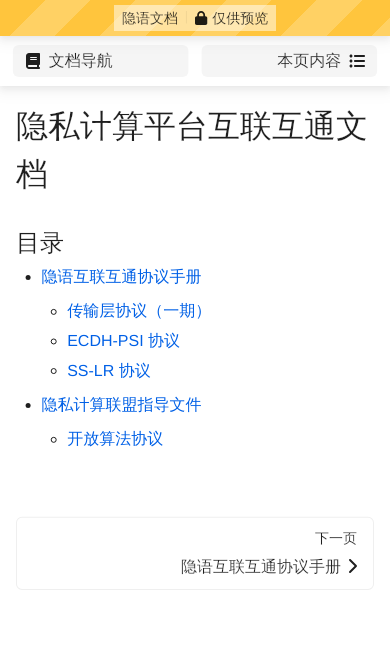 隐语文档 仅供预览
文档导航 本页内容
隐私计算平台互联互通文
档
目录
隐语互联互通协议手册
传输层协议（一期）
ECDH-PSI 协议
SS-LR 协议
隐私计算联盟指导文件
开放算法协议
下一页
隐语互联互通协议手册